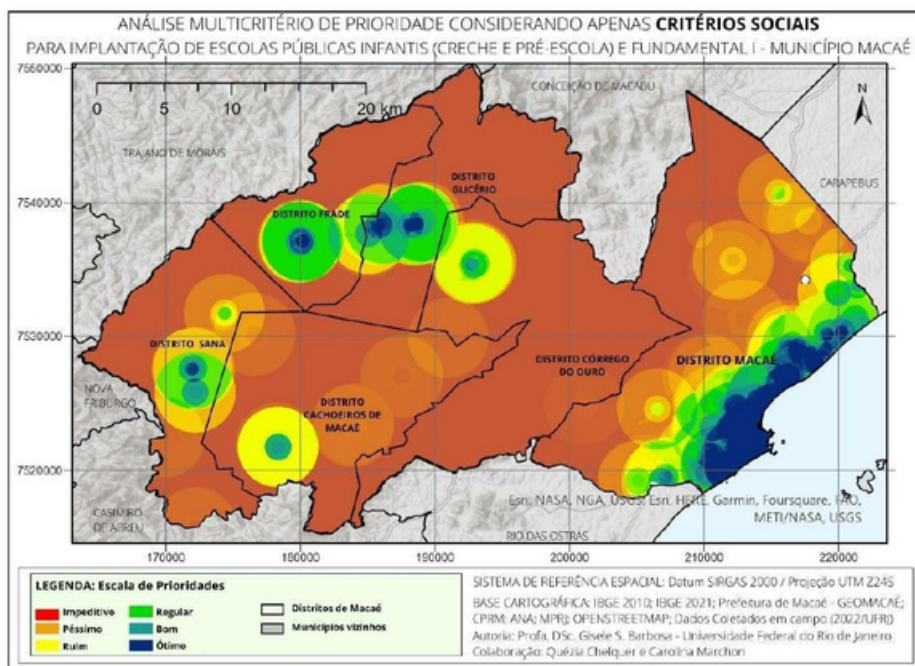 ANÁLISE MULTICRITÉRIO DE PRIORIDADE CONSIDERANDO APENAS CRITÉRIOS SOCIAIS
PARA IMPLANTAÇÃO DE ESCOLAS PÚBLICAS INFANTIS (CRECHE E PRÉ-ESCOLA) E FUNDAMENTAL I - MUNICÍPIO MACAÉ
7560000
0 5 10 20 km
CONCEIÇÃO DE MACABU
N
TRAJANO DE MORAIS
DISTRITO
GLICÉRIO
CARAPEBUS
7540000
DISTRITO FRADE
7530000
DISTRITO SANA
DISTRITO CÓRREGO
DO OURO
DISTRITO MACAÉ
NOVA
FRIBURGO
DISTRITO
CACHOEIROS DE
MACAÉ
7520000
CASIMIRO
DE ABREU
RIO DAS OSTRAS
Esri, NASA, NGA, USGS, Esri, HERE, Garmin, Foursquare, FAO,
METI/NASA, USGS
170000 180000 190000 200000 210000 220000
LEGENDA: Escala de Prioridades
Impeditivo
Péssimo
Ruim
Regular
Bom
Ótimo
Distritos de Macaé
Municípios vizinhos
SISTEMA DE REFERÊNCIA ESPACIAL: Datum SIRGAS 2000 / Projeção UTM Z24S
BASE CARTOGRÁFICA: IBGE 2010; IBGE 2021; Prefeitura de Macaé - GEOMACAÉ;
CPRM; ANA; MPRJ; OPENSTREETMAP; Dados Coletados em campo (2022/UFRJ)
Autoria: Profa. DSc. Gisele S. Barbosa - Universidade Federal do Rio de Janeiro
Colaboração: Quézia Chelquer e Carolina Marchori